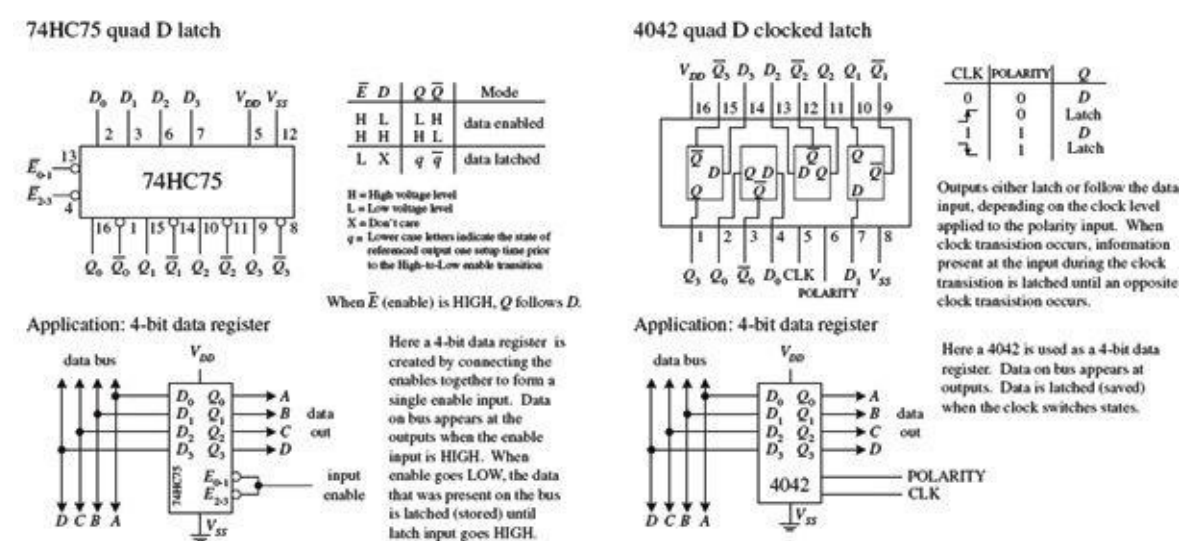 74HC75 quad D latch
D₀ D₁ D₂ D₃ V_DD V_SS
2 3 6 7 5 12
E̅₀₋₁ 13
74HC75
E̅₂₋₃ 4
16 1 15 14 10 11 9 8
Q₀ Q̅₀ Q₁ Q̅₁ Q₂ Q̅₂ Q₃ Q̅₃
E̅ D Q Q̅ Mode
H L L H data enabled
H H H L
L X q q̅ data latched
H = High voltage level
L = Low voltage level
X = Don't care
q = Lower case letters indicate the state of
referenced output one setup time prior
to the High-to-Low enable transition
When E̅ (enable) is HIGH, Q follows D.
Application: 4-bit data register
data bus
V_DD
D₀ Q₀ A
D₁ Q₁ B data
D₂ Q₂ C out
D₃ Q₃ D
74HC75
E₀₋₁ input
E₂₋₃ enable
D C B A
V_SS
Here a 4-bit data register is
created by connecting the
enables together to form a
single enable input. Data
on bus appears at the
outputs when the enable
input is HIGH. When
enable goes LOW, the data
that was present on the bus
is latched (stored) until
latch input goes HIGH.
4042 quad D clocked latch
V_DD Q̅₃ D₃ D₂ Q̅₂ Q₂ Q₁ Q̅₁
16 15 14 13 12 11 10 9
Q̅ D Q
Q D Q̅
D Q̅ Q
Q Q̅ D
1 2 3 4 5 6 7 8
Q₃ Q₀ Q̅₀ D₀ CLK POLARITY D₁ V_SS
CLK POLARITY Q
0 0 D
0 Latch
1 1 D
1 Latch
Outputs either latch or follow the data
input, depending on the clock level
applied to the polarity input. When
clock transistion occurs, information
present at the input during the clock
transistion is latched until an opposite
clock transistion occurs.
Application: 4-bit data register
data bus
V_DD
D₀ Q₀ A
D₁ Q₁ B data
D₂ Q₂ C out
D₃ Q₃ D
4042
POLARITY
CLK
D C B A
V_SS
Here a 4042 is used as a 4-bit data
register. Data on bus appears at
outputs. Data is latched (saved)
when the clock switches states.